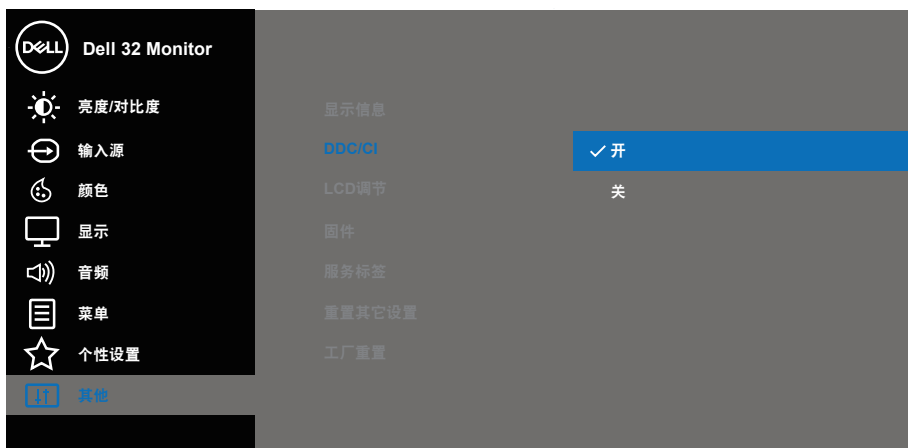 DELL Dell 32 Monitor
亮度/对比度
输入源
颜色
显示
音频
菜单
个性设置
其他
显示信息
DDC/CI
LCD调节
固件
服务标签
重置其它设置
工厂重置
开
关